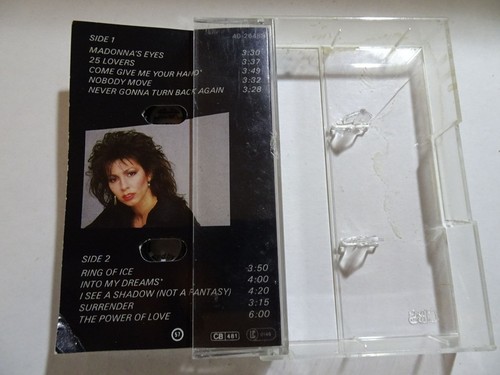 40-26485
SIDE 1
MADONNA'S EYES 3:30
25 LOVERS 3:37
COME GIVE ME YOUR HAND* 3:49
NOBODY MOVE 3:32
NEVER GONNA TURN BACK AGAIN 3:28
SIDE 2
RING OF ICE 3:50
INTO MY DREAMS* 4:00
I SEE A SHADOW (NOT A FANTASY) 4:20
SURRENDER 3:15
THE POWER OF LOVE 6:00
57 CB 481